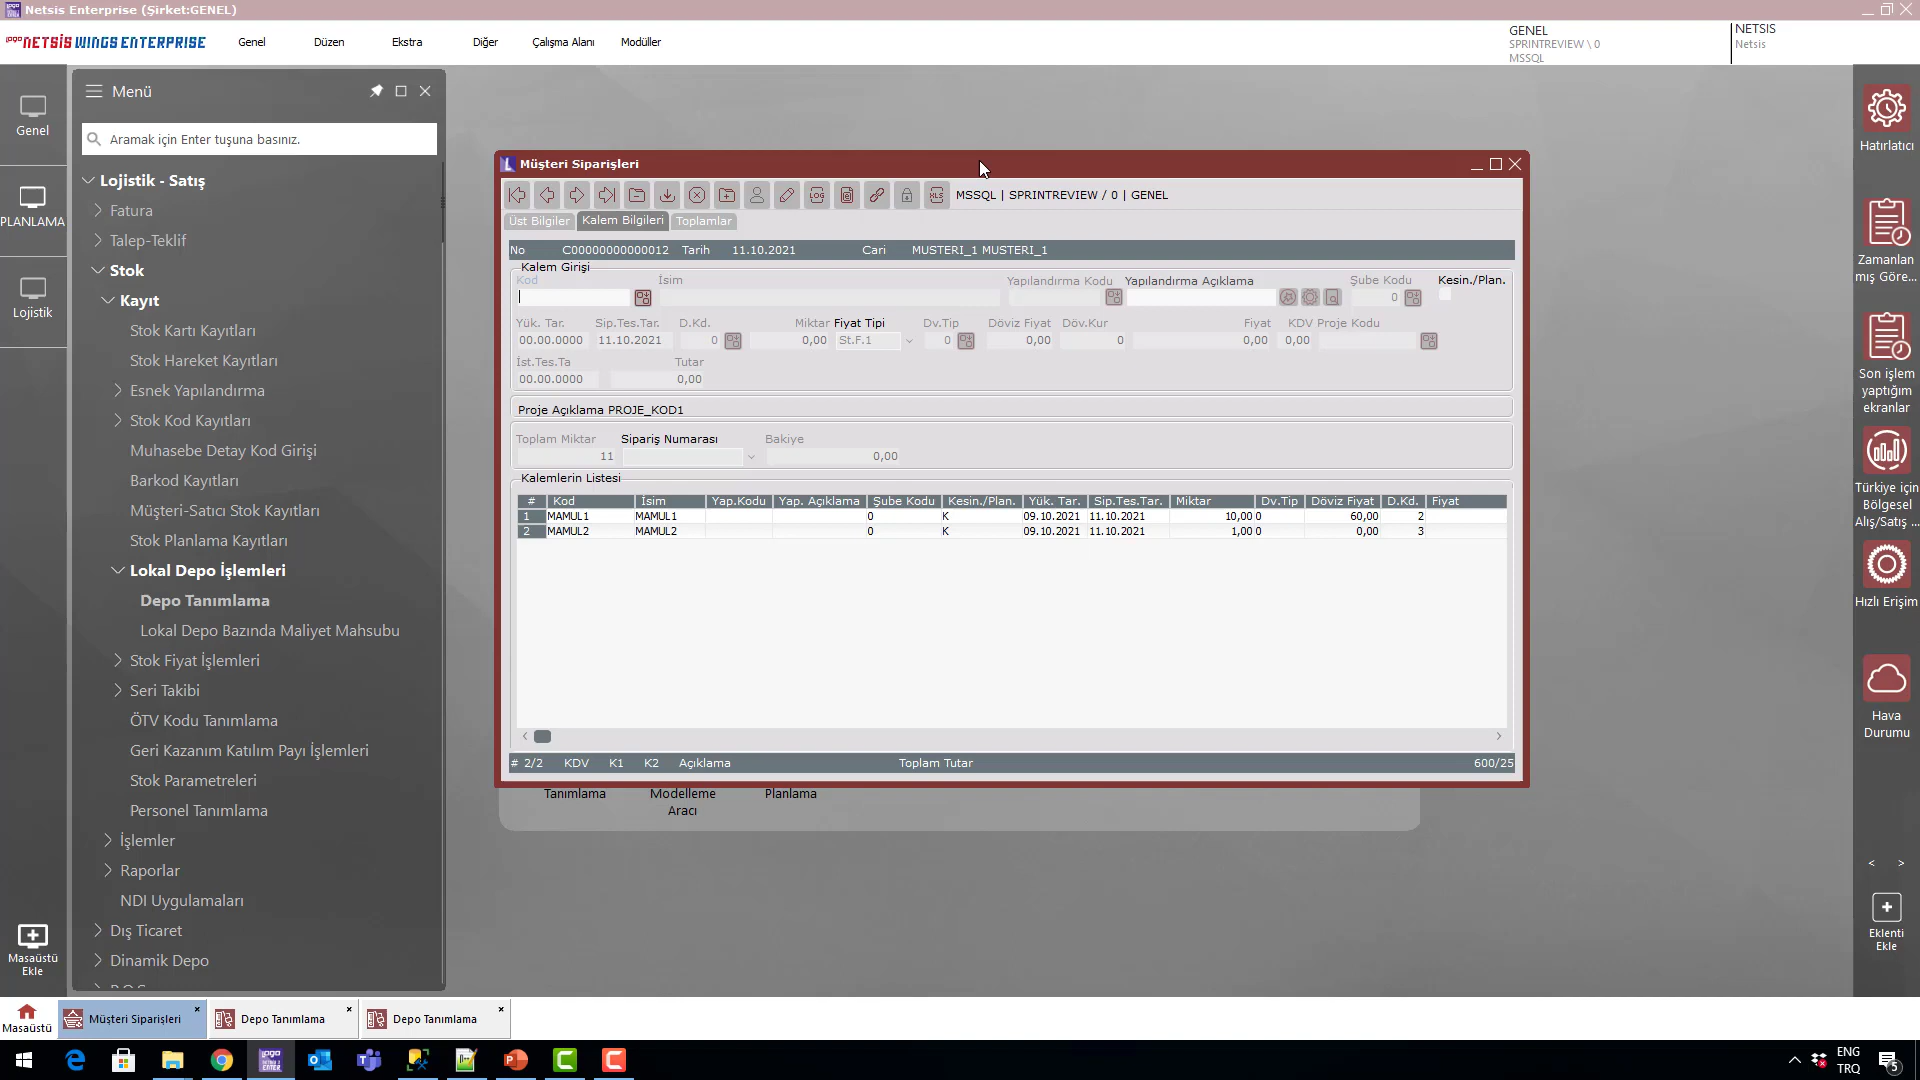 Netsis Enterprise (Şirket:GENEL)
logo NETSİS WINGS ENTERPRISE
Genel Düzen Ekstra Diğer Çalışma Alanı Modüller
GENEL
SPRINTREVIEW \ 0
MSSQL
NETSIS
Netsis
Genel
PLANLAMA
Lojistik
Masaüstü
Ekle
Menü
Aramak için Enter tuşuna basınız.
Lojistik - Satış
Fatura
Talep-Teklif
Stok
Kayıt
Stok Kartı Kayıtları
Stok Hareket Kayıtları
Esnek Yapılandırma
Stok Kod Kayıtları
Muhasebe Detay Kod Girişi
Barkod Kayıtları
Müşteri-Satıcı Stok Kayıtları
Stok Planlama Kayıtları
Lokal Depo İşlemleri
Depo Tanımlama
Lokal Depo Bazında Maliyet Mahsubu
Stok Fiyat İşlemleri
Seri Takibi
ÖTV Kodu Tanımlama
Geri Kazanım Katılım Payı İşlemleri
Stok Parametreleri
Personel Tanımlama
İşlemler
Raporlar
NDI Uygulamaları
Dış Ticaret
Dinamik Depo
Müşteri Siparişleri
LOG XLS MSSQL | SPRINTREVIEW / 0 | GENEL
Üst Bilgiler Kalem Bilgileri Toplamlar
No C00000000000012 Tarih 11.10.2021 Cari MUSTERI_1 MUSTERI_1
Kalem Girişi
Kod İsim Yapılandırma Kodu Yapılandırma Açıklama Şube Kodu Kesin./Plan.
0
Yük. Tar. Sip.Tes.Tar. D.Kd. Miktar Fiyat Tipi Dv.Tip Döviz Fiyat Döv.Kur Fiyat KDV Proje Kodu
00.00.0000 11.10.2021 0 0,00 St.F.1 0 0,00 0 0,00 0,00
İst.Tes.Ta Tutar
00.00.0000 0,00
Proje Açıklama PROJE_KOD1
Toplam Miktar Sipariş Numarası Bakiye
11 0,00
Kalemlerin Listesi
# Kod İsim Yap.Kodu Yap. Açıklama Şube Kodu Kesin./Plan. Yük. Tar. Sip.Tes.Tar. Miktar Dv.Tip Döviz Fiyat D.Kd. Fiyat
1 MAMUL1 MAMUL1 0 K 09.10.2021 11.10.2021 10,00 0 60,00 2
2 MAMUL2 MAMUL2 0 K 09.10.2021 11.10.2021 1,00 0 0,00 3
# 2/2 KDV K1 K2 Açıklama Toplam Tutar 600/25
Tanımlama Modelleme Planlama
Aracı
Hatırlatıcı
Zamanlan
mış Göre...
Son işlem
yaptığım
ekranlar
Türkiye için
Bölgesel
Alış/Satış ...
Hızlı Erişim
Hava
Durumu
Eklenti
Ekle
Masaüstü
Müşteri Siparişleri
Depo Tanımlama
Depo Tanımlama
ENG
TRQ
5